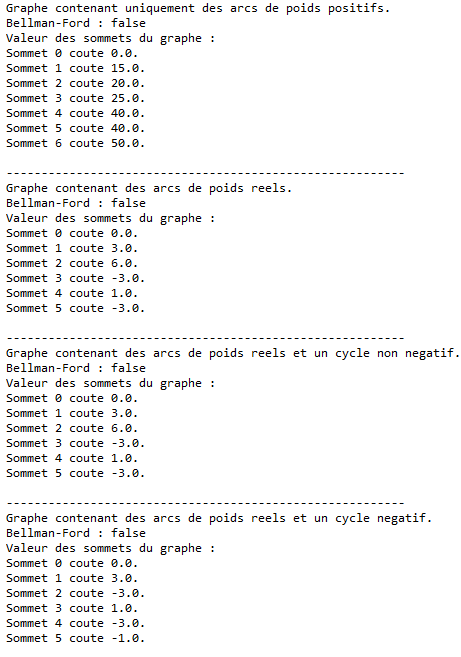 Graphe contenant uniquement des arcs de poids positifs.
Bellman-Ford : false
Valeur des sommets du graphe :
Sommet 0 coute 0.0.
Sommet 1 coute 15.0.
Sommet 2 coute 20.0.
Sommet 3 coute 25.0.
Sommet 4 coute 40.0.
Sommet 5 coute 40.0.
Sommet 6 coute 50.0.
---------------------------------------------------------
Graphe contenant des arcs de poids reels.
Bellman-Ford : false
Valeur des sommets du graphe :
Sommet 0 coute 0.0.
Sommet 1 coute 3.0.
Sommet 2 coute 6.0.
Sommet 3 coute -3.0.
Sommet 4 coute 1.0.
Sommet 5 coute -3.0.
---------------------------------------------------------
Graphe contenant des arcs de poids reels et un cycle non negatif.
Bellman-Ford : false
Valeur des sommets du graphe :
Sommet 0 coute 0.0.
Sommet 1 coute 3.0.
Sommet 2 coute 6.0.
Sommet 3 coute -3.0.
Sommet 4 coute 1.0.
Sommet 5 coute -3.0.
---------------------------------------------------------
Graphe contenant des arcs de poids reels et un cycle negatif.
Bellman-Ford : false
Valeur des sommets du graphe :
Sommet 0 coute 0.0.
Sommet 1 coute 3.0.
Sommet 2 coute -3.0.
Sommet 3 coute 1.0.
Sommet 4 coute -3.0.
Sommet 5 coute -1.0.